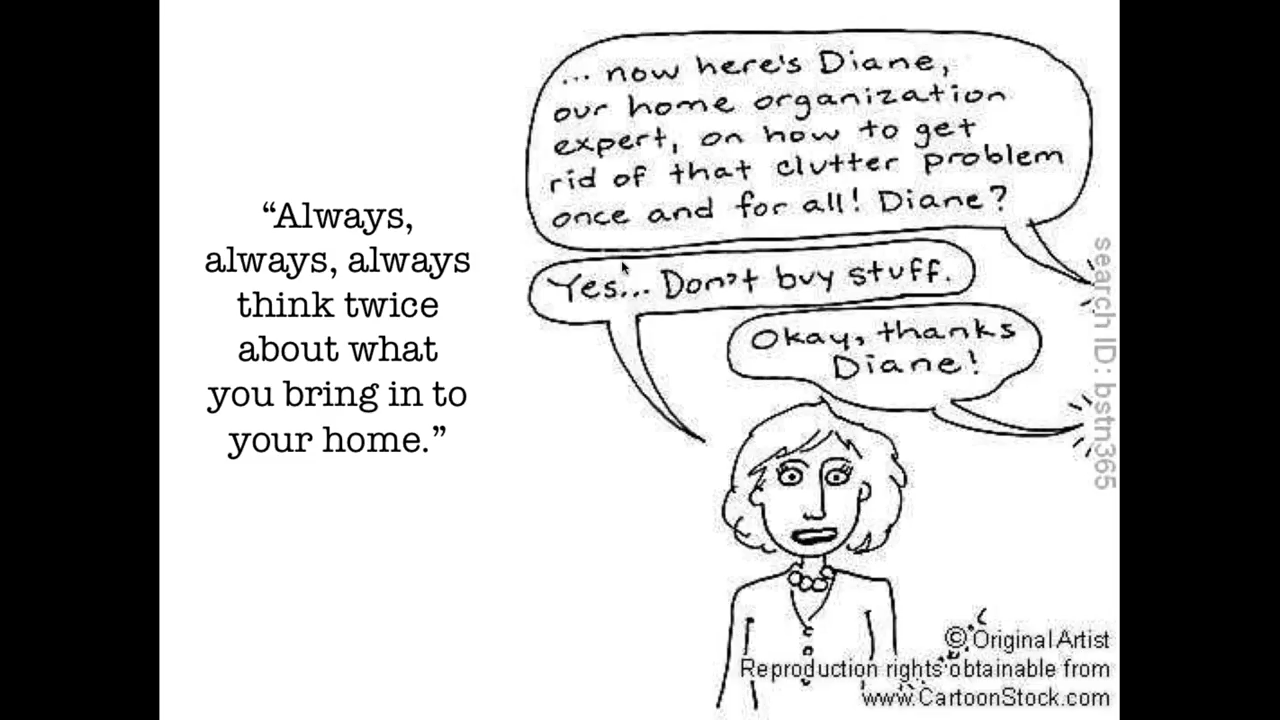 “Always,
always, always
think twice
about what
you bring in to
your home.”
... now here's Diane,
our home organization
expert, on how to get
rid of that clutter problem
once and for all! Diane?
Yes... Don't buy stuff.
Okay, thanks
Diane!
search ID: bstn365
© Original Artist
Reproduction rights obtainable from
www.CartoonStock.com